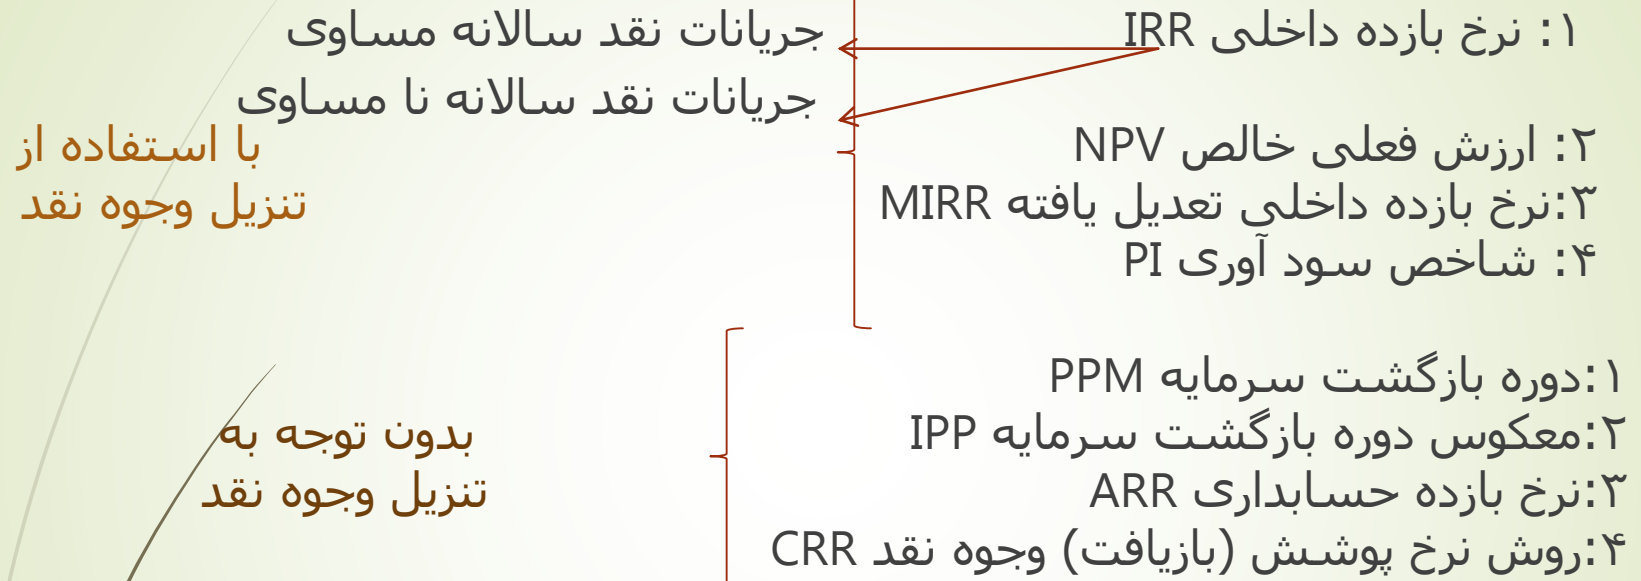 ۱: نرخ بازده داخلی IRR
جریانات نقد سالانه مساوی
جریانات نقد سالانه نا مساوی
۲: ارزش فعلی خالص NPV
۳:نرخ بازده داخلی تعدیل یافته MIRR
۴: شاخص سود آوری PI
با استفاده از
تنزیل وجوه نقد
۱:دوره بازگشت سرمایه PPM
۲:معکوس دوره بازگشت سرمایه IPP
۳:نرخ بازده حسابداری ARR
۴:روش نرخ پوشش (بازیافت) وجوه نقد CRR
بدون توجه به
تنزیل وجوه نقد